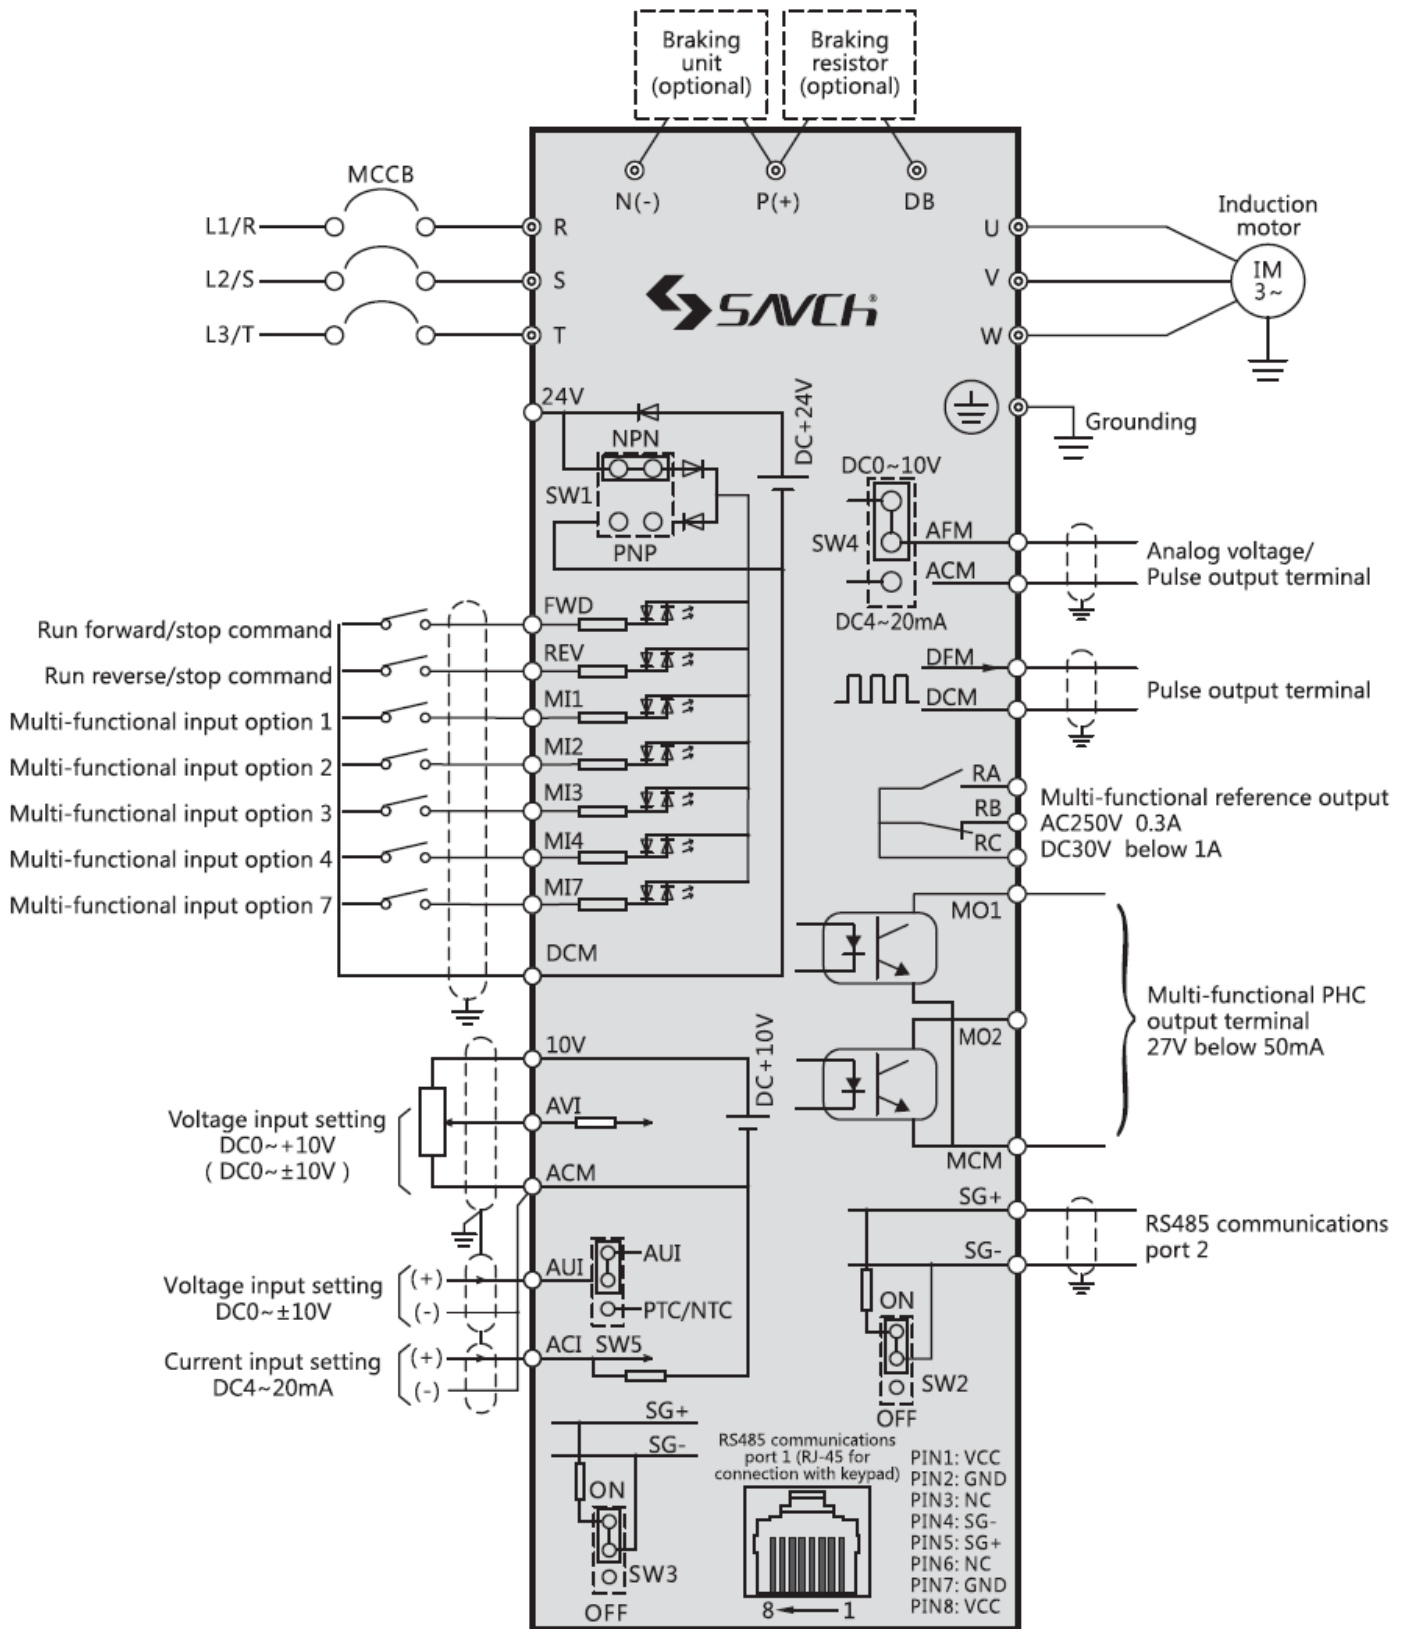 Braking
unit
(optional)
Braking
resistor
(optional)
N(-)
P(+)
DB
MCCB
L1/R
R
L2/S
S
L3/T
T
SAVCh®
U
V
W
Induction
motor
IM
3~
Grounding
24V
NPN
SW1
PNP
DC+24V
DC0~10V
SW4
AFM
ACM
DC4~20mA
Analog voltage/
Pulse output terminal
DFM
DCM
Pulse output terminal
Run forward/stop command
FWD
Run reverse/stop command
REV
Multi-functional input option 1
MI1
Multi-functional input option 2
MI2
Multi-functional input option 3
MI3
Multi-functional input option 4
MI4
Multi-functional input option 7
MI7
DCM
RA
RB
RC
Multi-functional reference output
AC250V 0.3A
DC30V below 1A
MO1
MO2
MCM
Multi-functional PHC
output terminal
27V below 50mA
10V
DC+10V
AVI
Voltage input setting
DC0~+10V
( DC0~±10V )
ACM
SG+
SG-
RS485 communications
port 2
ON
SW2
OFF
Voltage input setting
DC0~±10V
(+)
(-)
AUI
AUI
PTC/NTC
SW5
Current input setting
DC4~20mA
(+)
(-)
ACI
SG+
SG-
ON
SW3
OFF
RS485 communications
port 1 (RJ-45 for
connection with keypad)
8
1
PIN1: VCC
PIN2: GND
PIN3: NC
PIN4: SG-
PIN5: SG+
PIN6: NC
PIN7: GND
PIN8: VCC